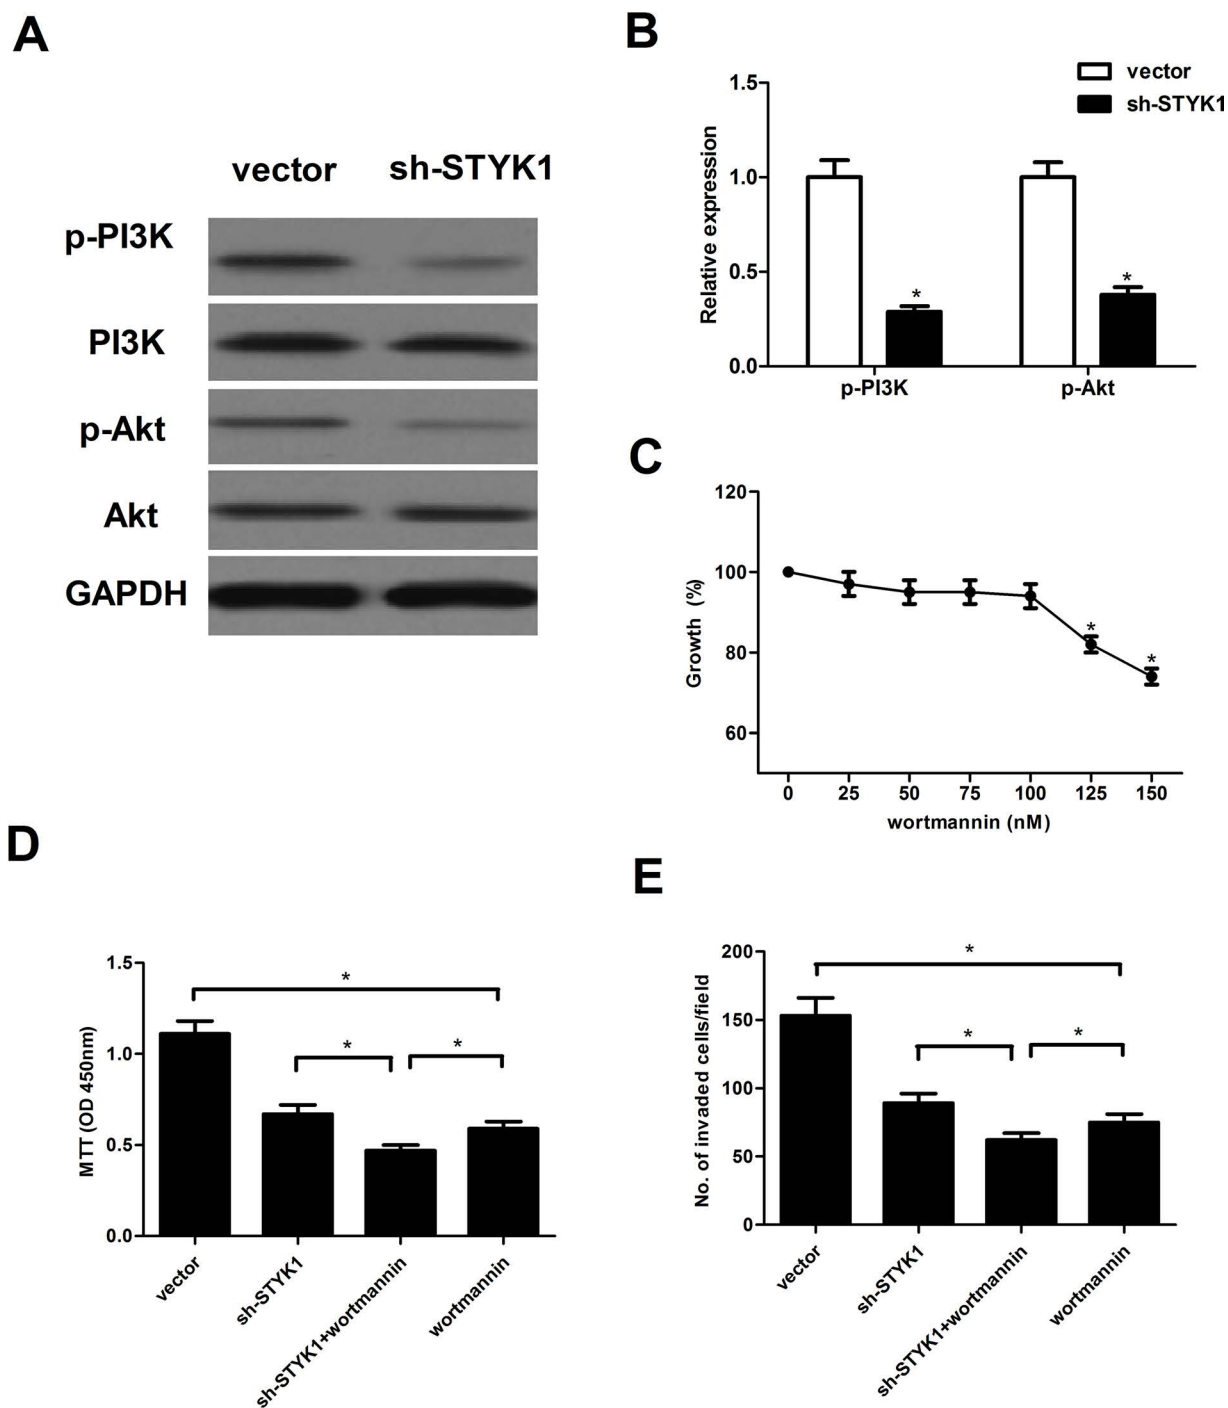 A
vector sh-STYK1
p-PI3K
PI3K
p-Akt
Akt
GAPDH
B
vector
sh-STYK1
Relative expression
1.5
1.0
0.5
0.0
* *
p-PI3K p-Akt
C
Growth (%)
120
100
80
60
* *
0 25 50 75 100 125 150
wortmannin (nM)
D
MTT (OD 450nm)
1.5
1.0
0.5
0.0
*
* *
vector
sh-STYK1
sh-STYK1+wortmannin
wortmannin
E
No. of invaded cells/field
200
150
100
50
0
*
* *
vector
sh-STYK1
sh-STYK1+wortmannin
wortmannin